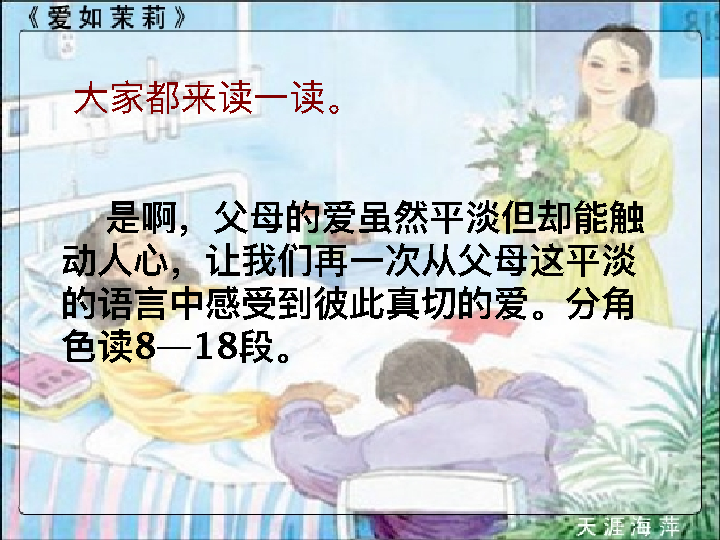 《爱如茉莉》
大家都来读一读。
是啊，父母的爱虽然平淡但却能触
动人心，让我们再一次从父母这平淡
的语言中感受到彼此真切的爱。分角
色读8—18段。
天涯海萍